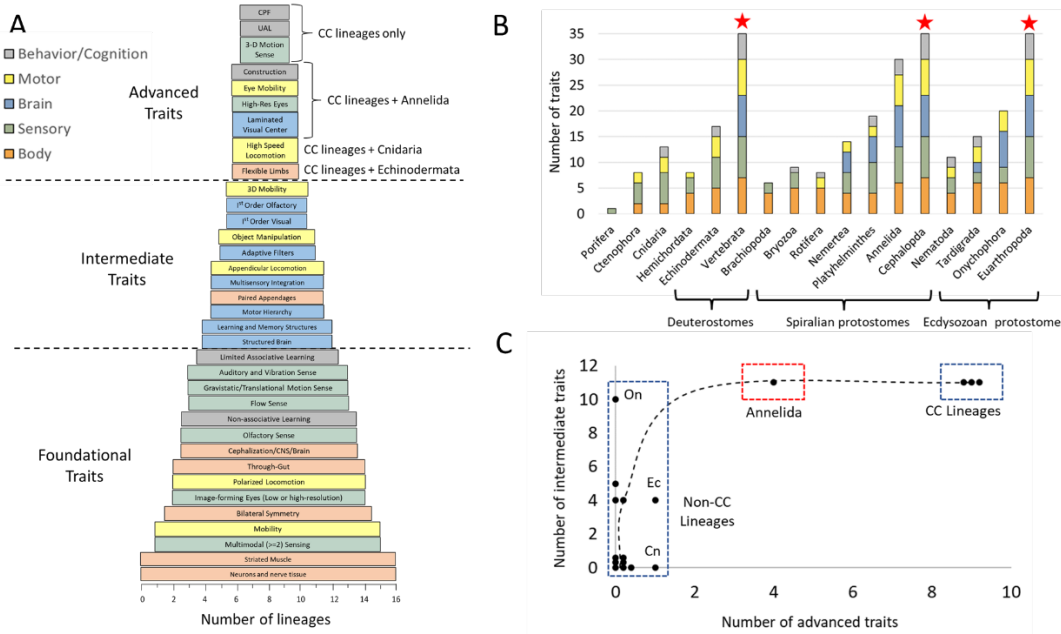 A
Behavior/Cognition
Motor
Brain
Sensory
Body
Advanced
Traits
Intermediate
Traits
Foundational
Traits
CPF
UAL
3-D Motion
Sense
Construction
Eye Mobility
High-Res Eyes
Laminated
Visual Center
High Speed
Locomotion
Flexible Limbs
3D Mobility
1st Order Olfactory
1st Order Visual
Object Manipulation
Adaptive Filters
Appendicular Locomotion
Multisensory Integration
Paired Appendages
Motor Hierarchy
Learning and Memory Structures
Structured Brain
Limited Associative Learning
Auditory and Vibration Sense
Gravistatic/Translational Motion Sense
Flow Sense
Non-associative Learning
Olfactory Sense
Cephalization/CNS/Brain
Through-Gut
Polarized Locomotion
Image-forming Eyes (Low or high-resolution)
Bilateral Symmetry
Mobility
Multimodal (>=2) Sensing
Striated Muscle
Neurons and nerve tissue
CC lineages
only
CC lineages + Annelida
CC lineages + Cnidaria
CC lineages + Echinodermata
0 2 4 6 8 10 12 14 16
Number of lineages
B
Number of traits
35
30
25
20
15
10
5
0
Porifera
Ctenophora
Cnidaria
Hemichordata
Echinodermata
Vertebrata
Brachiopoda
Bryozoa
Rotifera
Nemertea
Platyhelminthes
Annelida
Cephalopda
Nematoda
Tardigrada
Onychophora
Euarthropoda
Deuterostomes
Spiralian protostomes
Ecdysozoan protostome
C
Number of intermediate traits
12
10
8
6
4
2
0
On
Ec
Cn
Non-CC
Lineages
Annelida
CC Lineages
0 2 4 6 8 10
Number of advanced traits